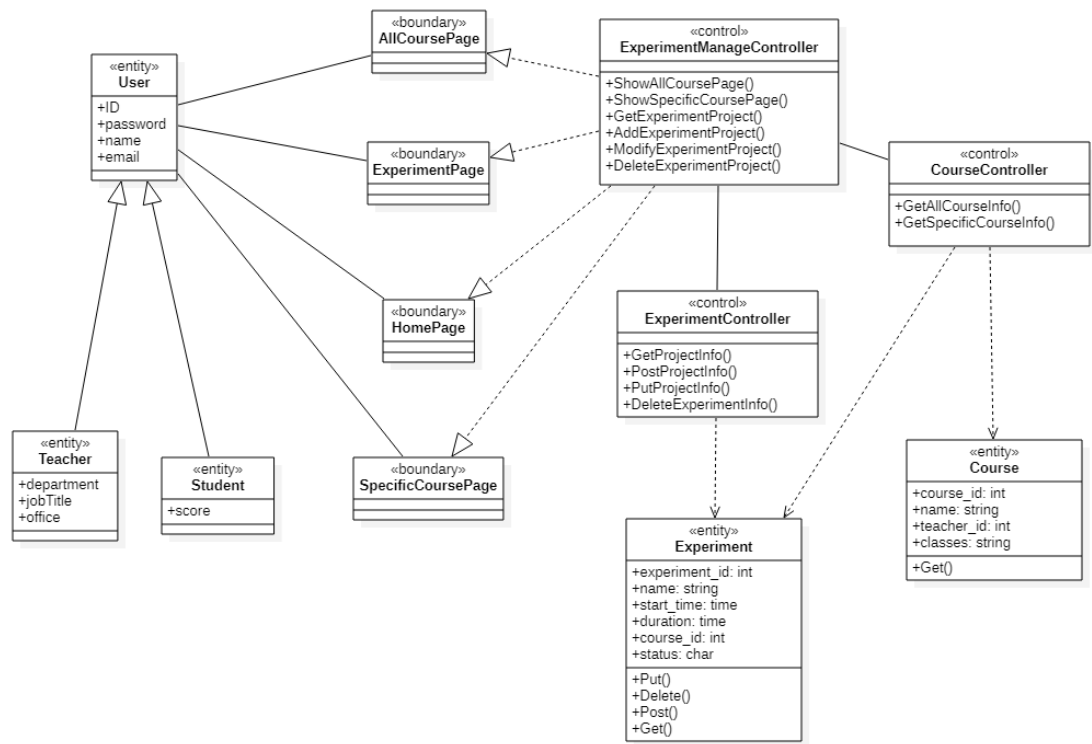 «boundary»
AllCoursePage
«control»
ExperimentManageController
+ShowAllCoursePage()
+ShowSpecificCoursePage()
+GetExperimentProject()
+AddExperimentProject()
+ModifyExperimentProject()
+DeleteExperimentProject()
«entity»
User
+ID
+password
+name
+email
«boundary»
ExperimentPage
«control»
CourseController
+GetAllCourseInfo()
+GetSpecificCourseInfo()
«boundary»
HomePage
«control»
ExperimentController
+GetProjectInfo()
+PostProjectInfo()
+PutProjectInfo()
+DeleteExperimentInfo()
«entity»
Teacher
+department
+jobTitle
+office
«entity»
Student
+score
«boundary»
SpecificCoursePage
«entity»
Course
+course_id: int
+name: string
+teacher_id: int
+classes: string
+Get()
«entity»
Experiment
+experiment_id: int
+name: string
+start_time: time
+duration: time
+course_id: int
+status: char
+Put()
+Delete()
+Post()
+Get()